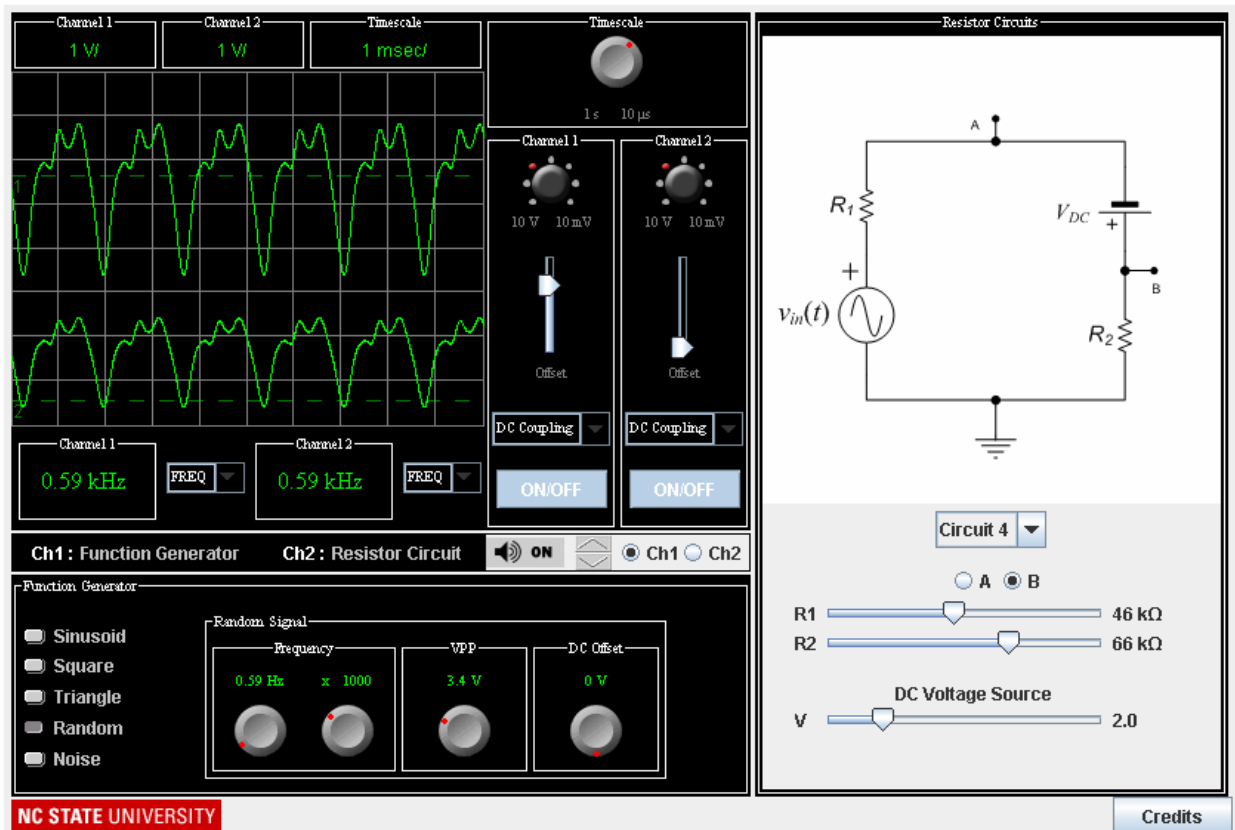 Channel 1 Channel 2 Timescale Timescale Resistor Circuits
1 V/ 1 V/ 1 msec/
1 s 10 µs
A
Channel 1 Channel 2
1
R1 VDC
+
10 V 10 mV 10 V 10 mV
+
B
vin(t)
R2
Offset Offset
2
DC Coupling DC Coupling
Channel 1 Channel 2
0.59 kHz FREQ 0.59 kHz FREQ
ON/OFF ON/OFF
Circuit 4
Ch1 : Function Generator Ch2 : Resistor Circuit ON Ch1 Ch2
A B
Function Generator
R1 46 kΩ
Random Signal
Sinusoid
R2 66 kΩ
Frequency VPP DC Offset
Square
0.59 Hz x 1000 3.4 V 0 V
Triangle
DC Voltage Source
V 2.0
Random
Noise
NC STATE UNIVERSITY Credits